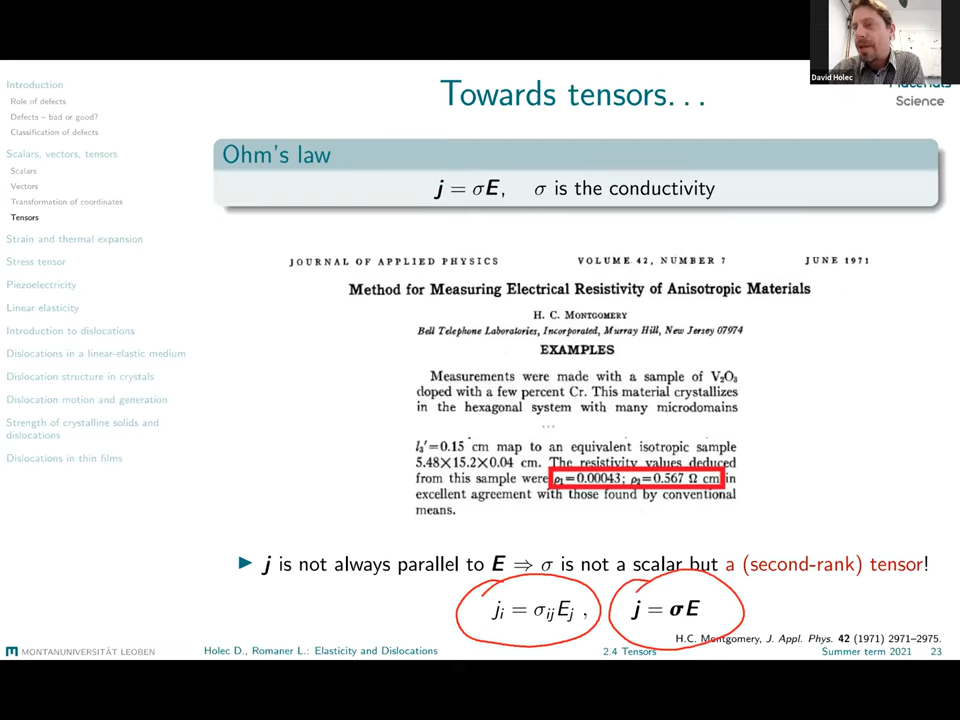 David Holec
Materials
Science
Introduction
Role of defects
Defects – bad or good?
Classification of defects
Scalars, vectors, tensors
Scalars
Vectors
Transformation of coordinates
Tensors
Strain and thermal expansion
Stress tensor
Piezoelectricity
Linear elasticity
Introduction to dislocations
Dislocations in a linear-elastic medium
Dislocation structure in crystals
Dislocation motion and generation
Strength of crystalline solids and
dislocations
Dislocations in thin films
Towards tensors. . .
Ohm's law
j = σE, σ is the conductivity
JOURNAL OF APPLIED PHYSICS VOLUME 42, NUMBER 7 JUNE 1971
Method for Measuring Electrical Resistivity of Anisotropic Materials
H. C. MONTGOMERY
Bell Telephone Laboratories, Incorporated, Murray Hill, New Jersey 07974
EXAMPLES
Measurements were made with a sample of V₂O₃
doped with a few percent Cr. This material crystallizes
in the hexagonal system with many microdomains
...
l₃′=0.15 cm map to an equivalent isotropic sample
5.48×15.2×0.04 cm. The resistivity values deduced
from this sample were ρ₁=0.00043; ρ₂=0.567 Ω cm in
excellent agreement with those found by conventional
means.
▶ j is not always parallel to E ⇒ σ is not a scalar but a (second-rank) tensor!
jᵢ = σᵢⱼEⱼ , j = σE
H.C. Montgomery, J. Appl. Phys. 42 (1971) 2971–2975.
MONTANUNIVERSITÄT LEOBEN Holec D., Romaner L.: Elasticity and Dislocations 2.4 Tensors Summer term 2021 23